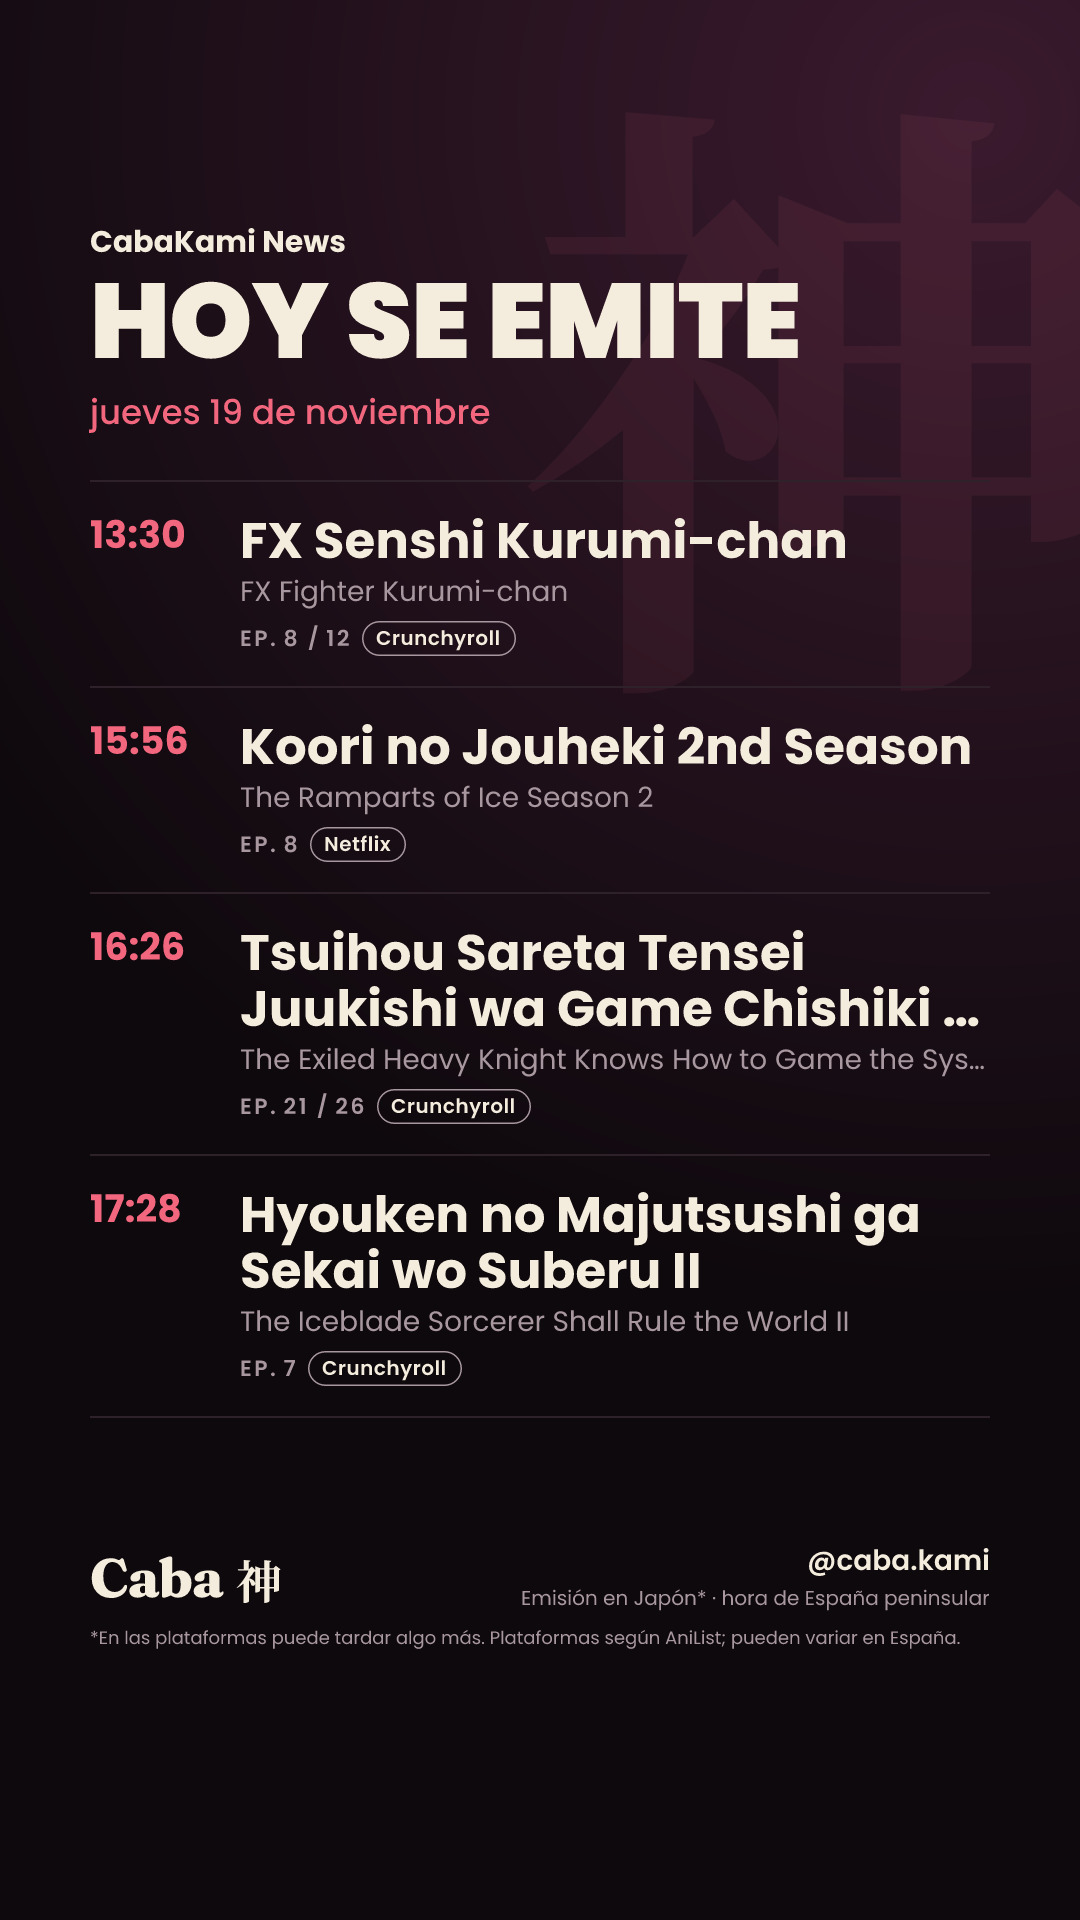 神
CabaKami News
HOY SE EMITE
jueves 19 de noviembre
13:30
FX Senshi Kurumi-chan
FX Fighter Kurumi-chan
EP. 8 / 12 Crunchyroll
15:56
Koori no Jouheki 2nd Season
The Ramparts of Ice Season 2
EP. 8 Netflix
16:26
Tsuihou Sareta Tensei
Juukishi wa Game Chishiki ...
The Exiled Heavy Knight Knows How to Game the Sys...
EP. 21 / 26 Crunchyroll
17:28
Hyouken no Majutsushi ga
Sekai wo Suberu II
The Iceblade Sorcerer Shall Rule the World II
EP. 7 Crunchyroll
Caba 神
@caba.kami
Emisión en Japón* · hora de España peninsular
*En las plataformas puede tardar algo más. Plataformas según AniList; pueden variar en España.